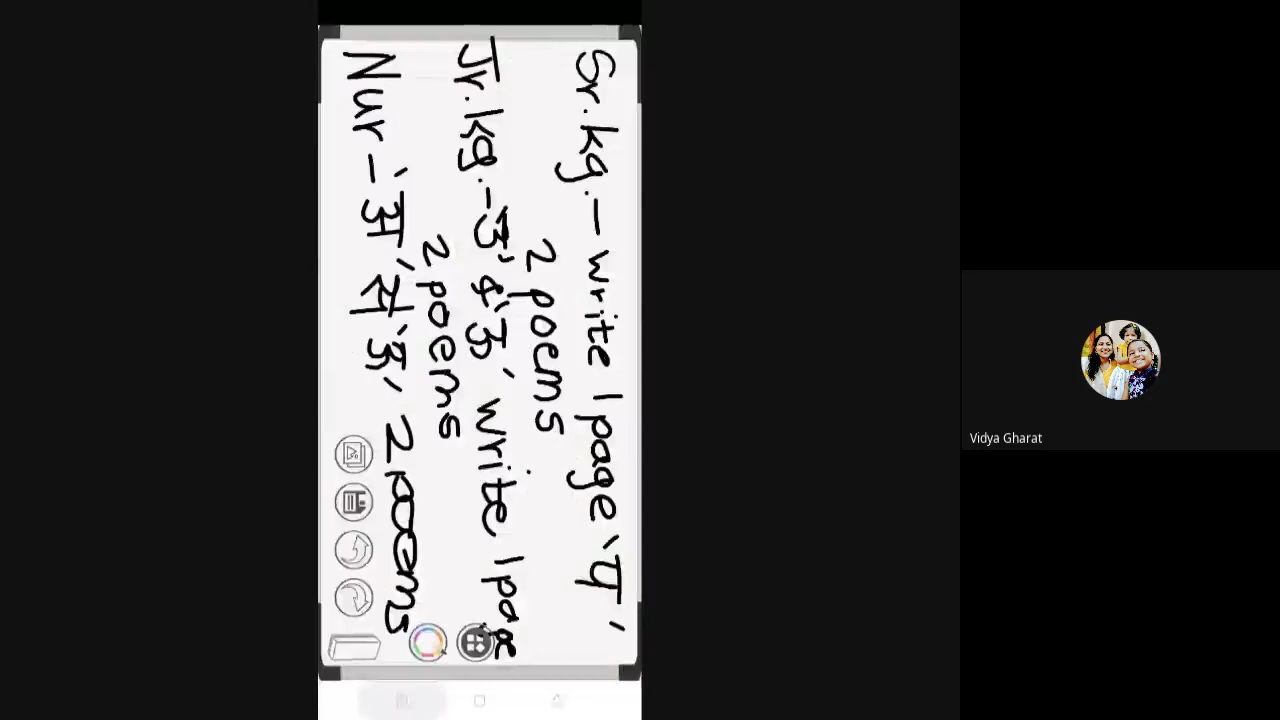 Sr.kg.-write 1 page 'प'
2 poems
Jr.kg.-'उ' & 'ऊ' write 1 page
2 poems
Nur-'अ' से 'ऊ' 2 poems
Vidya Gharat